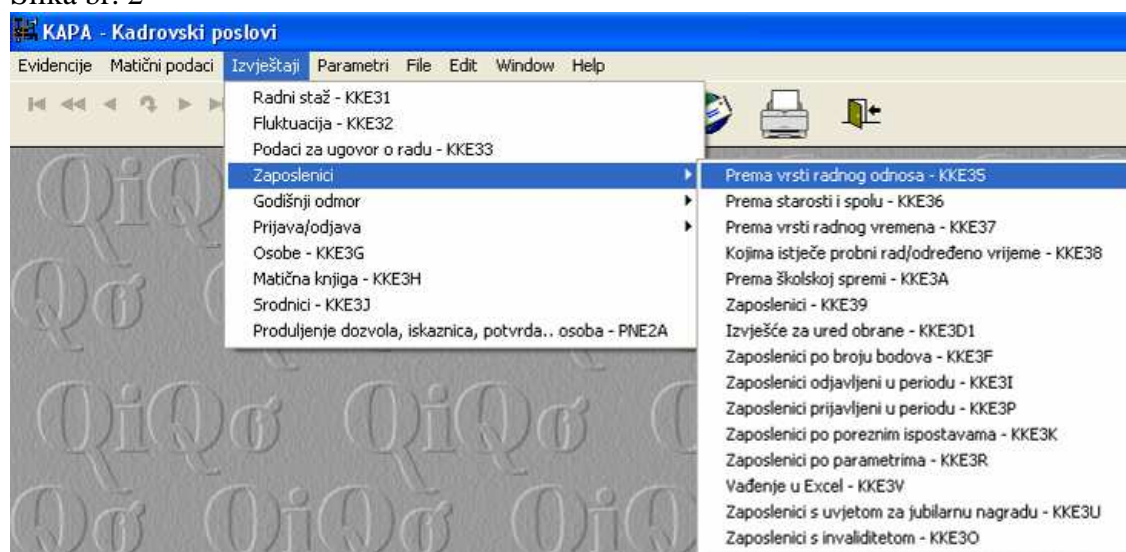 Slika br. 2
KAPA - Kadrovski poslovi
Evidencije Matični podaci Izvještaji Parametri File Edit Window Help
Radni staž - KKE31
Fluktuacija - KKE32
Podaci za ugovor o radu - KKE33
Zaposlenici
Godišnji odmor
Prijava/odjava
Osobe - KKE3G
Matična knjiga - KKE3H
Srodnici - KKE3J
Produljenje dozvola, iskaznica, potvrda.. osoba - PNE2A
Prema vrsti radnog odnosa - KKE35
Prema starosti i spolu - KKE36
Prema vrsti radnog vremena - KKE37
Kojima istječe probni rad/određeno vrijeme - KKE38
Prema školskoj spremi - KKE3A
Zaposlenici - KKE39
Izvješće za ured obrane - KKE3D1
Zaposlenici po broju bodova - KKE3F
Zaposlenici odjavljeni u periodu - KKE3I
Zaposlenici prijavljeni u periodu - KKE3P
Zaposlenici po poreznim ispostavama - KKE3K
Zaposlenici po parametrima - KKE3R
Vađenje u Excel - KKE3V
Zaposlenici s uvjetom za jubilarnu nagradu - KKE3U
Zaposlenici s invaliditetom - KKE3O